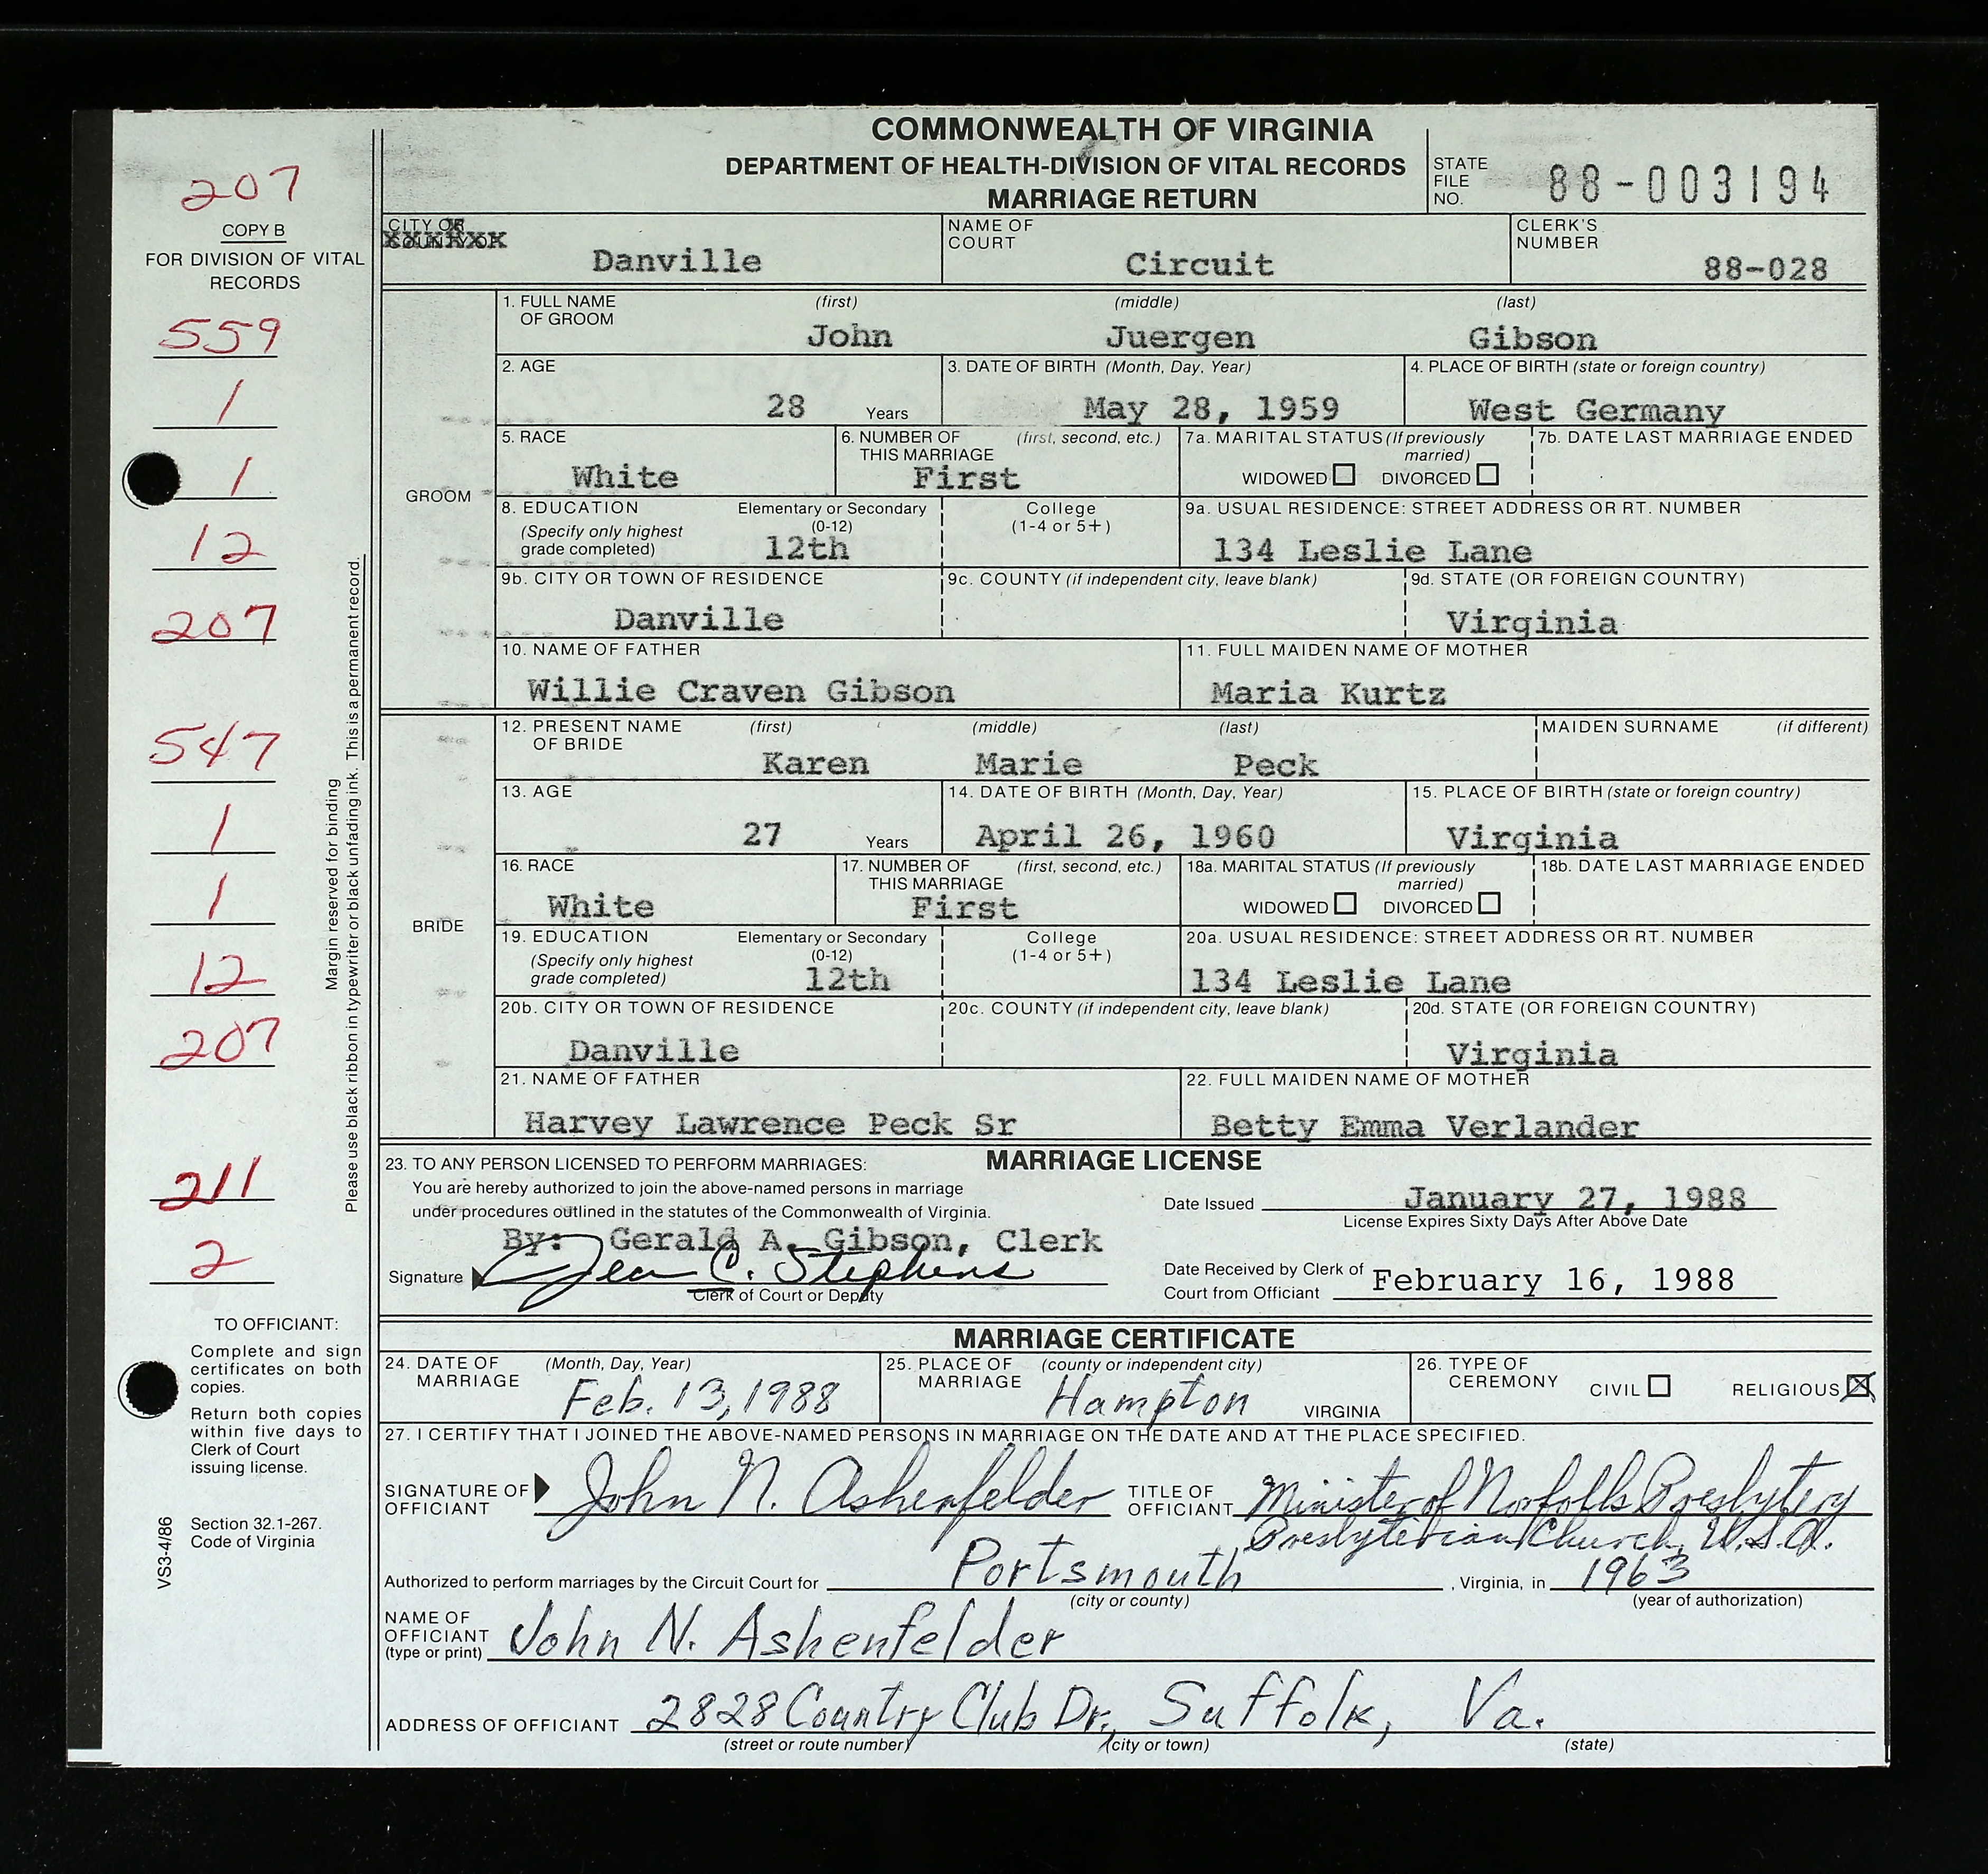 COMMONWEALTH OF VIRGINIA
DEPARTMENT OF HEALTH-DIVISION OF VITAL RECORDS
MARRIAGE RETURN
STATE FILE NO. 88-003194
207
COPY B
FOR DIVISION OF VITAL RECORDS
559
1
1
12
207
547
1
1
12
207
211
2
Margin reserved for binding
Please use black ribbon in typewriter or black unfading ink. This is a permanent record.
TO OFFICIANT:
Complete and sign
certificates on both
copies.
Return both copies
within five days to
Clerk of Court
issuing license.
Section 32.1-267.
Code of Virginia
VS3-4/86
CITY OR COUNTY OF Danville
NAME OF COURT Circuit
CLERK'S NUMBER 88-028
GROOM
1. FULL NAME OF GROOM (first) John (middle) Juergen (last) Gibson
2. AGE 28 Years
3. DATE OF BIRTH (Month, Day, Year) May 28, 1959
4. PLACE OF BIRTH (state or foreign country) West Germany
5. RACE White
6. NUMBER OF THIS MARRIAGE (first, second, etc.) First
7a. MARITAL STATUS (If previously married) WIDOWED DIVORCED
7b. DATE LAST MARRIAGE ENDED
8. EDUCATION (Specify only highest grade completed) Elementary or Secondary (0-12) 12th College (1-4 or 5+)
9a. USUAL RESIDENCE: STREET ADDRESS OR RT. NUMBER 134 Leslie Lane
9b. CITY OR TOWN OF RESIDENCE Danville
9c. COUNTY (if independent city, leave blank)
9d. STATE (OR FOREIGN COUNTRY) Virginia
10. NAME OF FATHER Willie Craven Gibson
11. FULL MAIDEN NAME OF MOTHER Maria Kurtz
BRIDE
12. PRESENT NAME OF BRIDE (first) Karen (middle) Marie (last) Peck
MAIDEN SURNAME (if different)
13. AGE 27 Years
14. DATE OF BIRTH (Month, Day, Year) April 26, 1960
15. PLACE OF BIRTH (state or foreign country) Virginia
16. RACE White
17. NUMBER OF THIS MARRIAGE (first, second, etc.) First
18a. MARITAL STATUS (If previously married) WIDOWED DIVORCED
18b. DATE LAST MARRIAGE ENDED
19. EDUCATION (Specify only highest grade completed) Elementary or Secondary (0-12) 12th College (1-4 or 5+)
20a. USUAL RESIDENCE: STREET ADDRESS OR RT. NUMBER 134 Leslie Lane
20b. CITY OR TOWN OF RESIDENCE Danville
20c. COUNTY (if independent city, leave blank)
20d. STATE (OR FOREIGN COUNTRY) Virginia
21. NAME OF FATHER Harvey Lawrence Peck Sr
22. FULL MAIDEN NAME OF MOTHER Betty Emma Verlander
MARRIAGE LICENSE
23. TO ANY PERSON LICENSED TO PERFORM MARRIAGES:
You are hereby authorized to join the above-named persons in marriage
under procedures outlined in the statutes of the Commonwealth of Virginia.
By: Gerald A. Gibson, Clerk
Signature Jean C. Stephens
Clerk of Court or Deputy
Date Issued January 27, 1988
License Expires Sixty Days After Above Date
Date Received by Clerk of Court from Officiant February 16, 1988
MARRIAGE CERTIFICATE
24. DATE OF MARRIAGE (Month, Day, Year) Feb. 13, 1988
25. PLACE OF MARRIAGE (county or independent city) Hampton VIRGINIA
26. TYPE OF CEREMONY CIVIL RELIGIOUS
27. I CERTIFY THAT I JOINED THE ABOVE-NAMED PERSONS IN MARRIAGE ON THE DATE AND AT THE PLACE SPECIFIED.
SIGNATURE OF OFFICIANT John N. Ashenfelder
TITLE OF OFFICIANT Minister of Norfolk Presbytery
Presbyterian Church, U.S.A.
Authorized to perform marriages by the Circuit Court for Portsmouth, Virginia, in 1963
(city or county) (year of authorization)
NAME OF OFFICIANT (type or print) John N. Ashenfelder
ADDRESS OF OFFICIANT 2828 Country Club Dr., Suffolk, Va.
(street or route number) (city or town) (state)